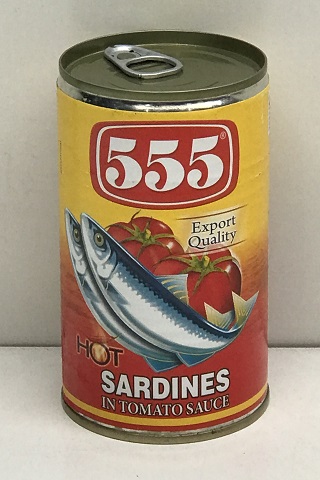 555®
Export
Quality
HOT
SARDINES
IN TOMATO SAUCE